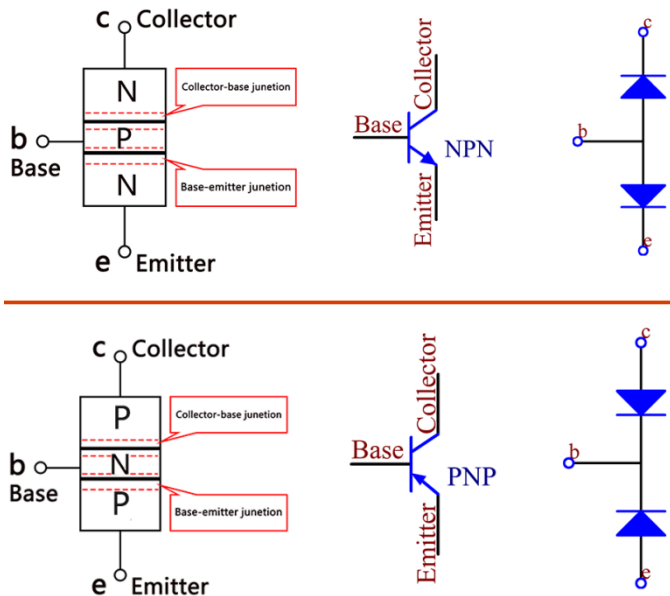 c Collector
N
Collector-base junetion
b
P
Base
Base-emitter junetion
N
e Emitter
Collector
Base
NPN
Emitter
c
b
e
c Collector
P
Collector-base junetion
b
N
Base
Base-emitter junetion
P
e Emitter
Collector
Base
PNP
Emitter
c
b
e